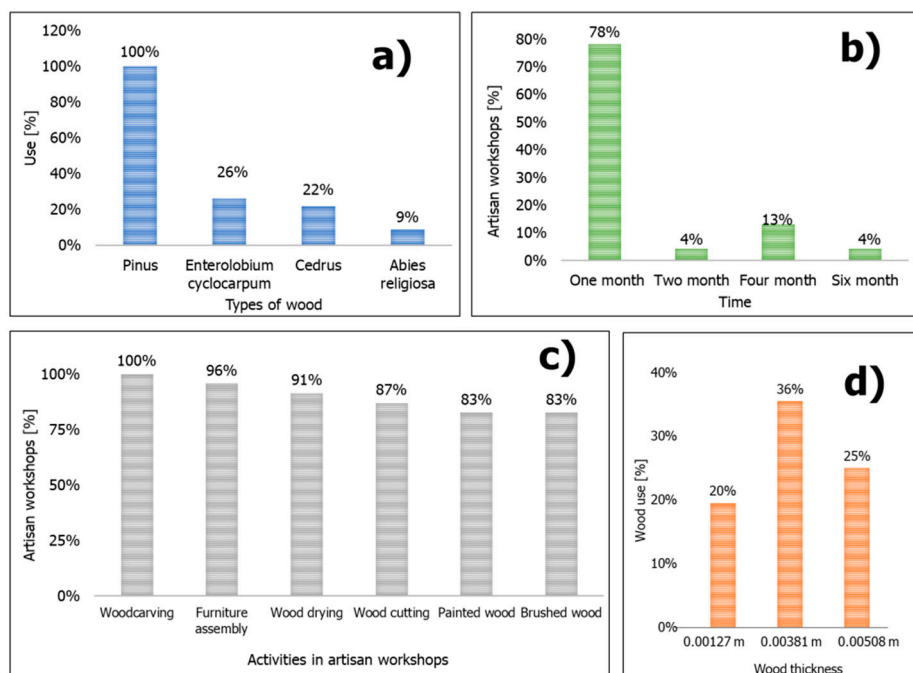 a)
120%
100%
80%
60%
40%
20%
0%
Use [%]
100%
26%
22%
9%
Pinus
Enterolobium
cyclocarpum
Cedrus
Abies
religiosa
Types of wood
b)
80%
70%
60%
50%
40%
30%
20%
10%
0%
Artisan workshops [%]
78%
4%
13%
4%
One month
Two month
Four month
Six month
Time
c)
100%
75%
50%
25%
0%
Artisan workshops [%]
100%
96%
91%
87%
83%
83%
Woodcarving
Furniture
assembly
Wood drying
Wood cutting
Painted wood
Brushed wood
Activities in artisan workshops
d)
40%
30%
20%
10%
0%
Wood use [%]
20%
36%
25%
0.00127 m
0.00381 m
0.00508 m
Wood thickness